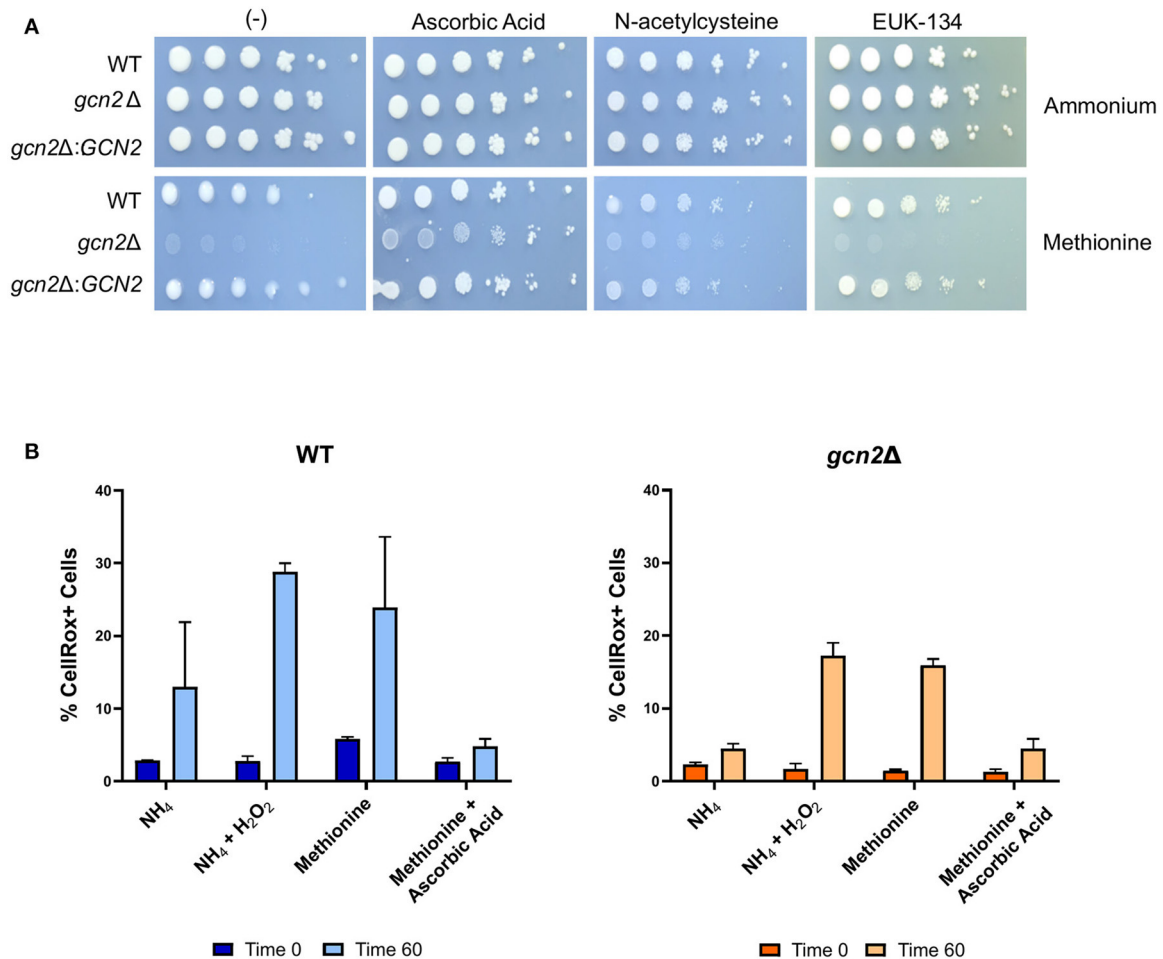 A
(-)
Ascorbic Acid
N-acetylcysteine
EUK-134
WT
gcn2Δ
gcn2Δ:GCN2
Ammonium
WT
gcn2Δ
gcn2Δ:GCN2
Methionine
B
WT
% CellRox+ Cells
40
30
20
10
0
NH₄
NH₄ + H₂O₂
Methionine
Methionine +
Ascorbic Acid
Time 0
Time 60
gcn2Δ
% CellRox+ Cells
40
30
20
10
0
NH₄
NH₄ + H₂O₂
Methionine
Methionine +
Ascorbic Acid
Time 0
Time 60